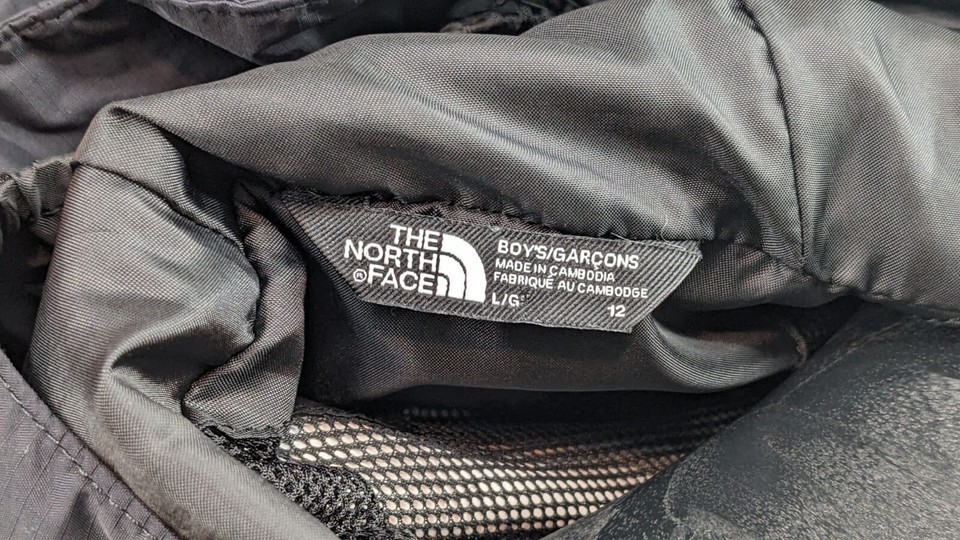 THE
NORTH
®FACE
BOY'S/GARÇONS
MADE IN CAMBODIA
FABRIQUÉ AU CAMBODGE
L/G
12